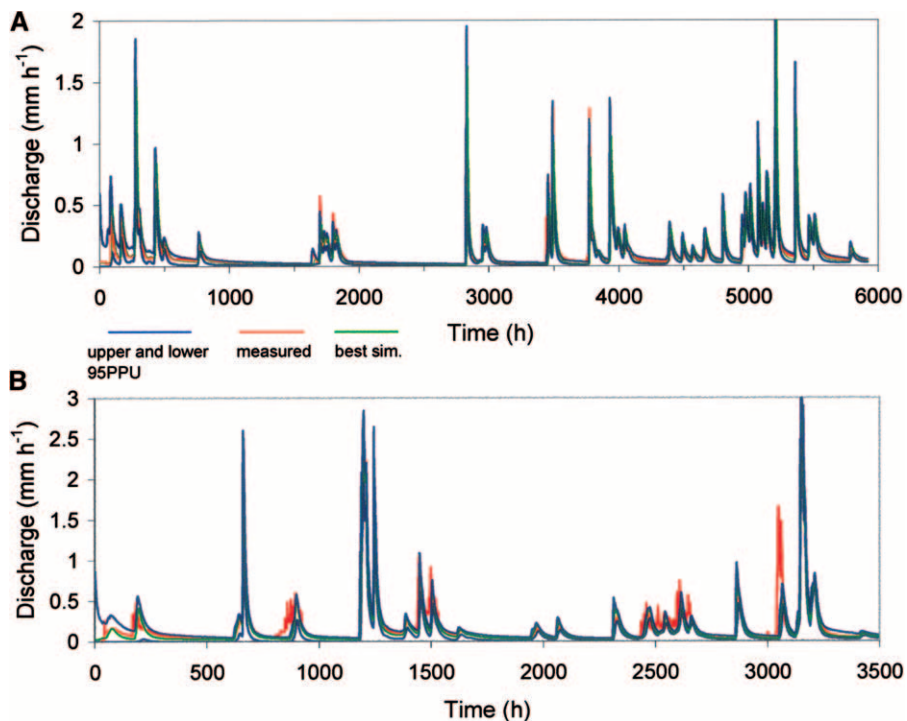 A
Discharge (mm h⁻¹)
2
1.5
1
0.5
0
0 1000 2000 3000 4000 5000 6000
Time (h)
upper and lower 95PPU
measured
best sim.
B
Discharge (mm h⁻¹)
3
2.5
2
1.5
1
0.5
0
0 500 1000 1500 2000 2500 3000 3500
Time (h)